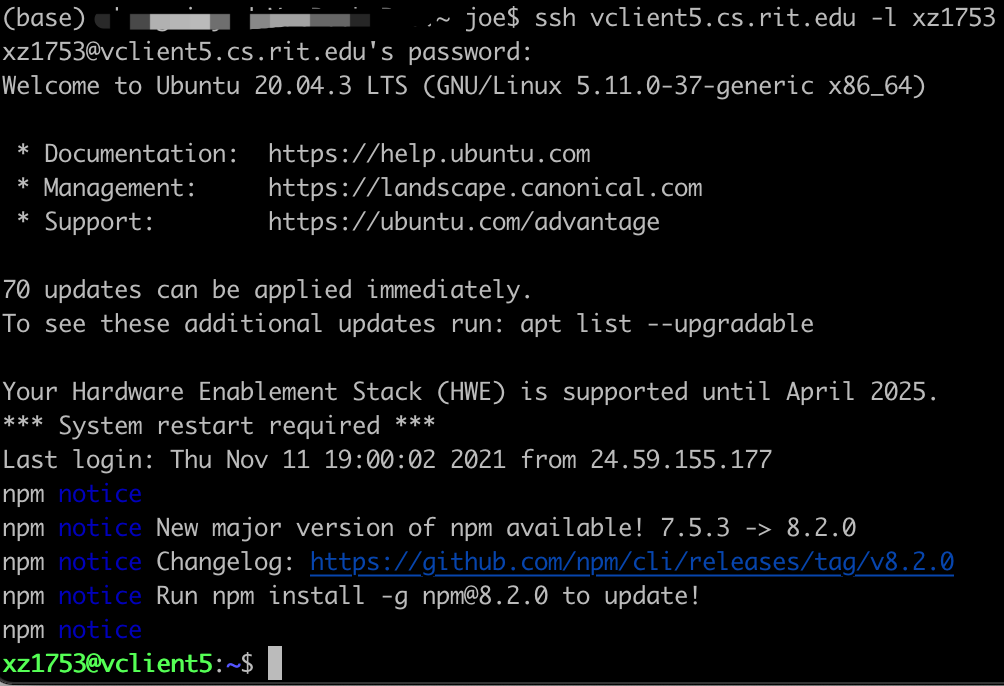 (base) ~ joe$ ssh vclient5.cs.rit.edu -l xz1753
xz1753@vclient5.cs.rit.edu's password:
Welcome to Ubuntu 20.04.3 LTS (GNU/Linux 5.11.0-37-generic x86_64)
* Documentation:  https://help.ubuntu.com
* Management:     https://landscape.canonical.com
* Support:        https://ubuntu.com/advantage
70 updates can be applied immediately.
To see these additional updates run: apt list --upgradable
Your Hardware Enablement Stack (HWE) is supported until April 2025.
*** System restart required ***
Last login: Thu Nov 11 19:00:02 2021 from 24.59.155.177
npm notice
npm notice New major version of npm available! 7.5.3 -> 8.2.0
npm notice Changelog: https://github.com/npm/cli/releases/tag/v8.2.0
npm notice Run npm install -g npm@8.2.0 to update!
npm notice
xz1753@vclient5:~$